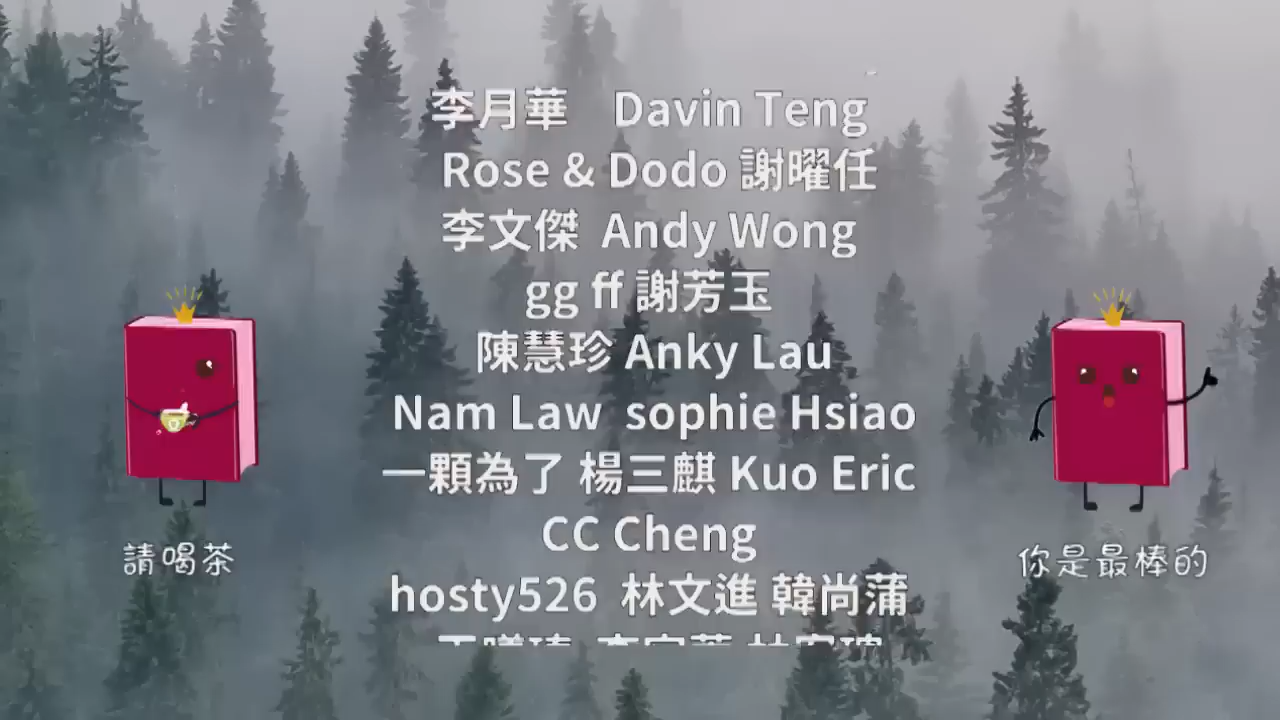 李月華 Davin Teng
Rose & Dodo 謝曜任
李文傑 Andy Wong
gg ff 謝芳玉
陳慧珍 Anky Lau
Nam Law sophie Hsiao
一顆為了 楊三麒 Kuo Eric
CC Cheng
hosty526 林文進 韓尚蒲
請喝茶
你是最棒的